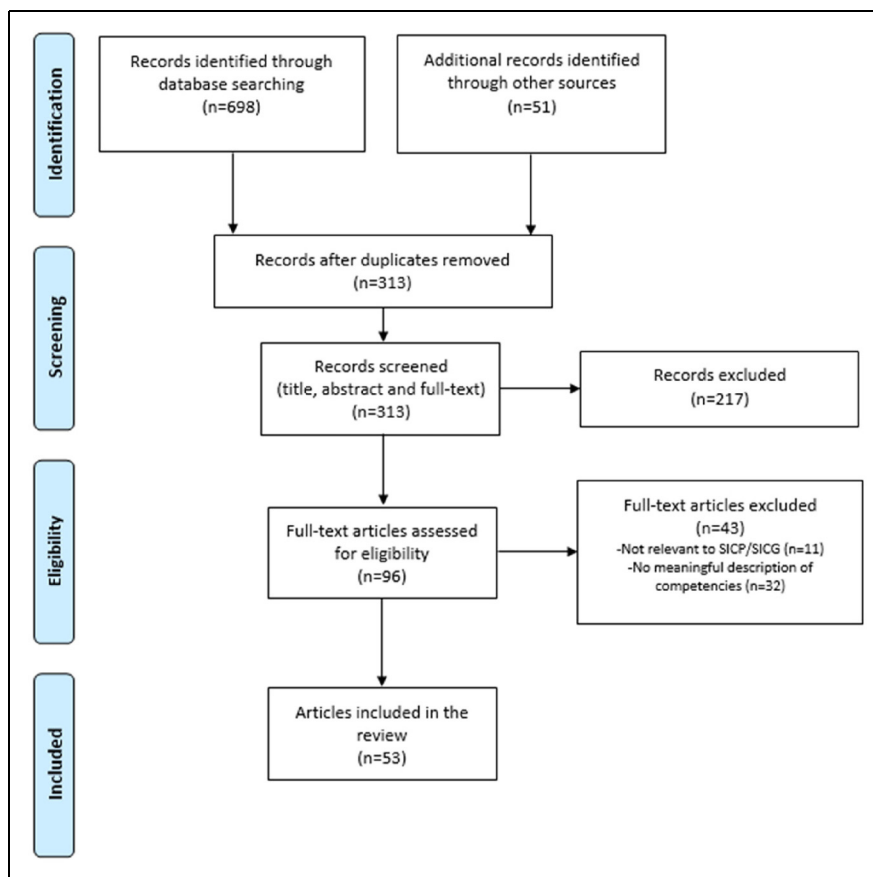 Identification
Records identified through
database searching
(n=698)
Additional records identified
through other sources
(n=51)
Screening
Records after duplicates removed
(n=313)
Records screened
(title, abstract and full-text)
(n=313)
Records excluded
(n=217)
Eligibility
Full-text articles assessed
for eligibility
(n=96)
Full-text articles excluded
(n=43)
-Not relevant to SICP/SICG (n=11)
-No meaningful description of
competencies (n=32)
Included
Articles included in the
review
(n=53)